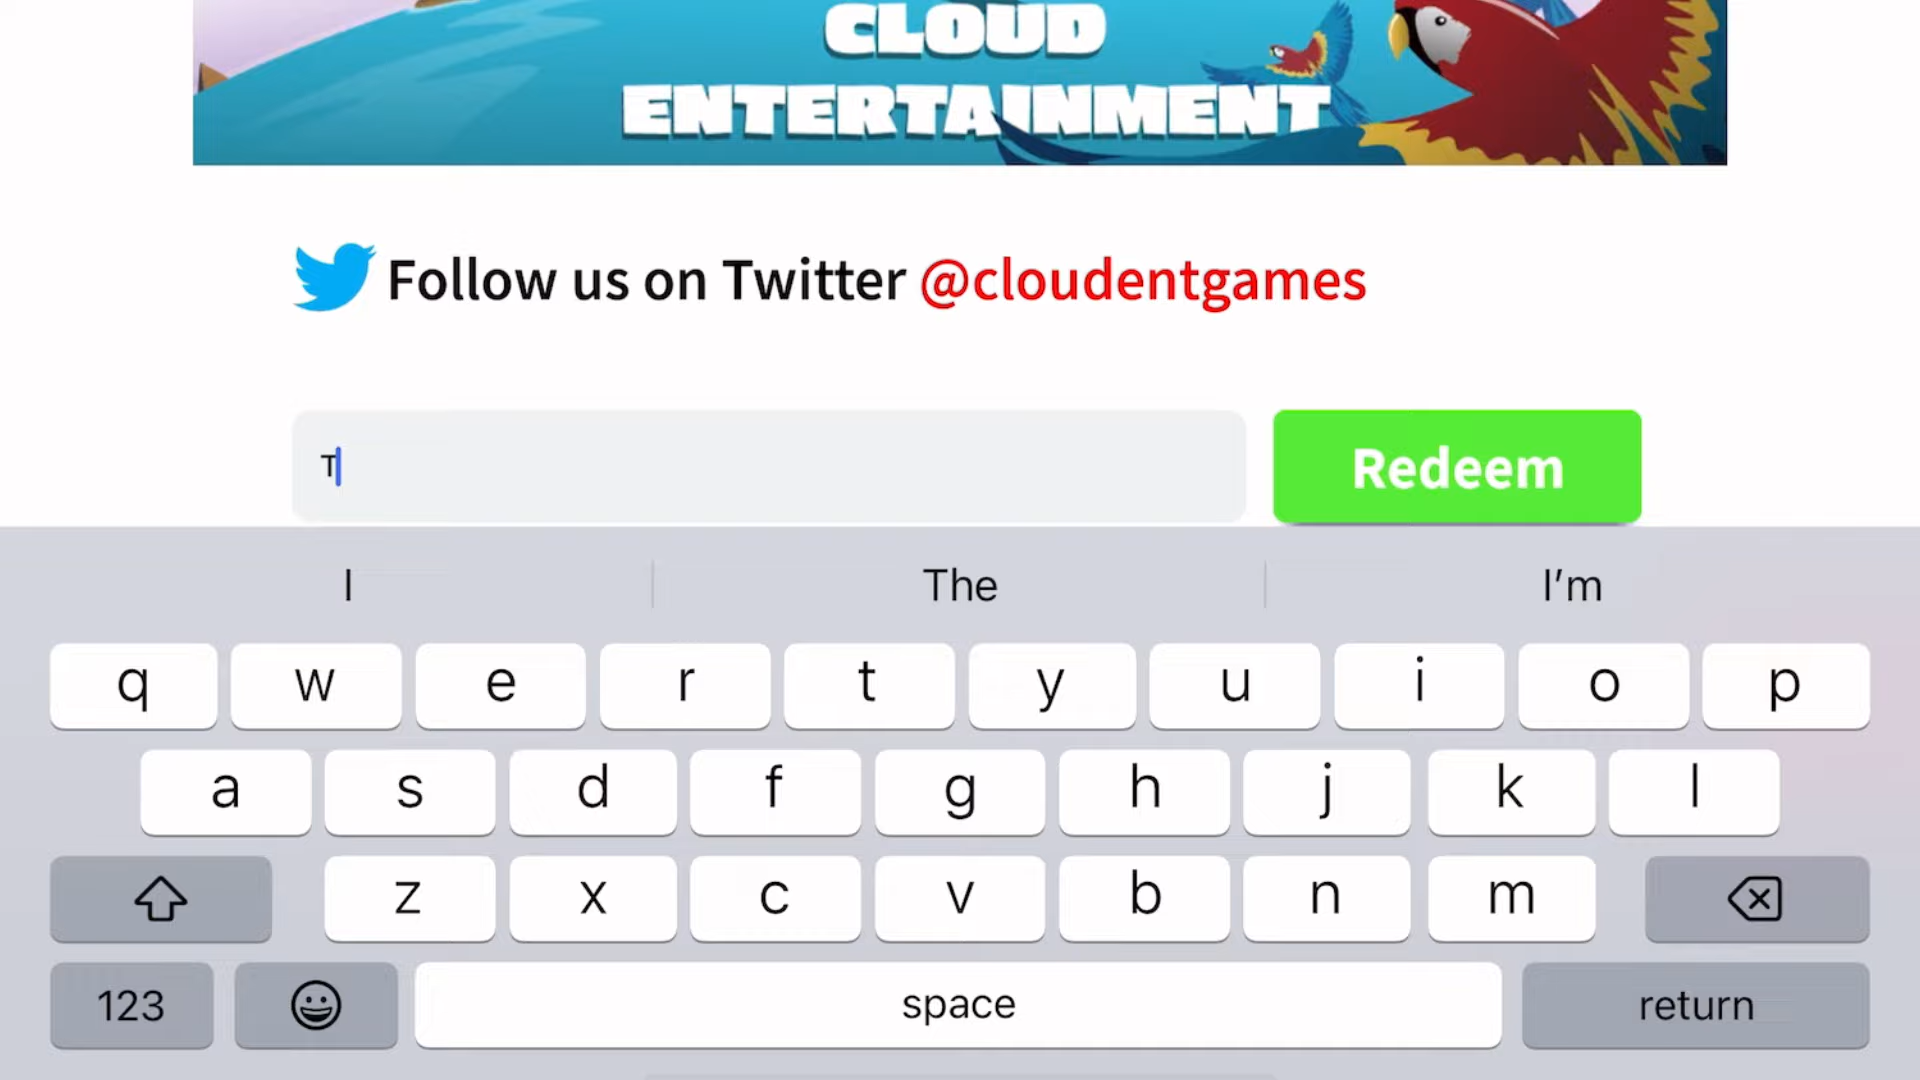 CLOUD
ENTERTAINMENT
Follow us on Twitter @cloudentgames
T
Redeem
I The I'm
q w e r t y u i o p
a s d f g h j k l
z x c v b n m
123 space return